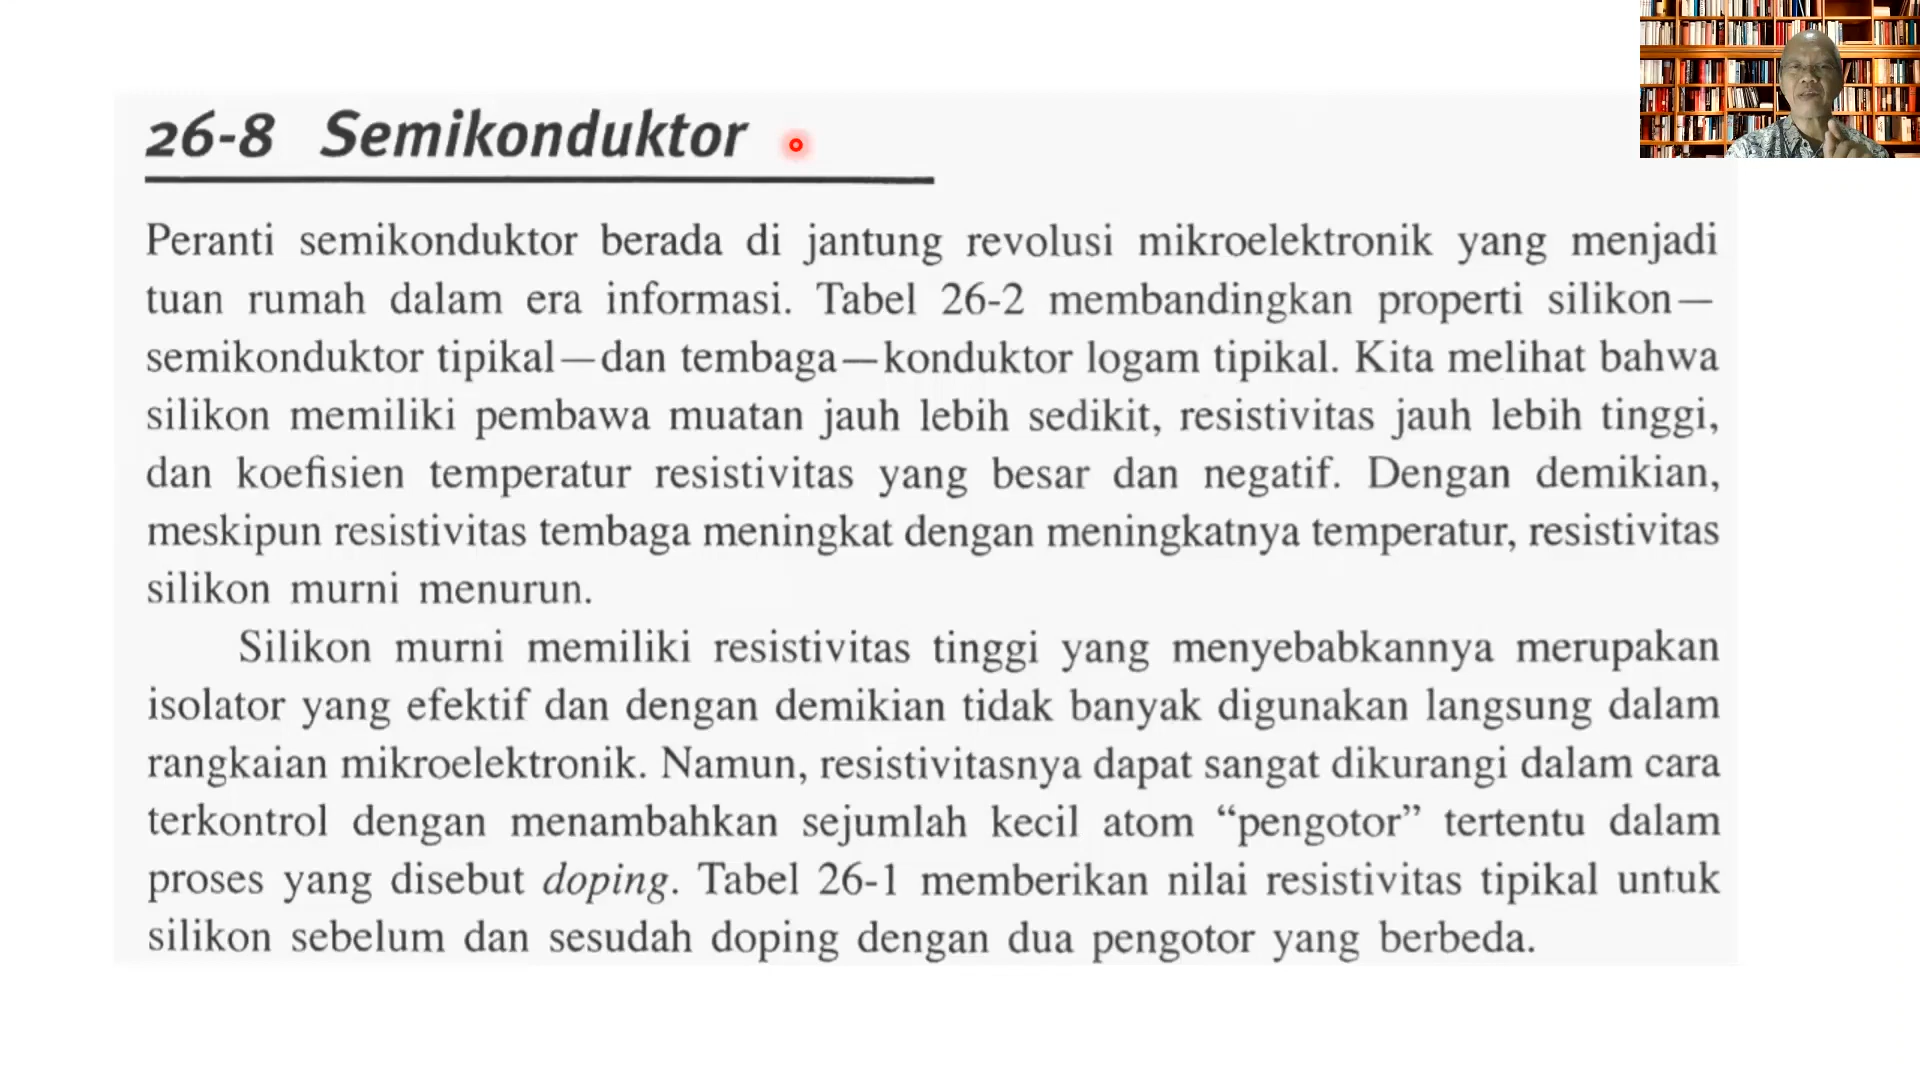 26-8 Semikonduktor
Peranti semikonduktor berada di jantung revolusi mikroelektronik yang menjadi
tuan rumah dalam era informasi. Tabel 26-2 membandingkan properti silikon—
semikonduktor tipikal—dan tembaga—konduktor logam tipikal. Kita melihat bahwa
silikon memiliki pembawa muatan jauh lebih sedikit, resistivitas jauh lebih tinggi,
dan koefisien temperatur resistivitas yang besar dan negatif. Dengan demikian,
meskipun resistivitas tembaga meningkat dengan meningkatnya temperatur, resistivitas
silikon murni menurun.
Silikon murni memiliki resistivitas tinggi yang menyebabkannya merupakan
isolator yang efektif dan dengan demikian tidak banyak digunakan langsung dalam
rangkaian mikroelektronik. Namun, resistivitasnya dapat sangat dikurangi dalam cara
terkontrol dengan menambahkan sejumlah kecil atom “pengotor” tertentu dalam
proses yang disebut doping. Tabel 26-1 memberikan nilai resistivitas tipikal untuk
silikon sebelum dan sesudah doping dengan dua pengotor yang berbeda.